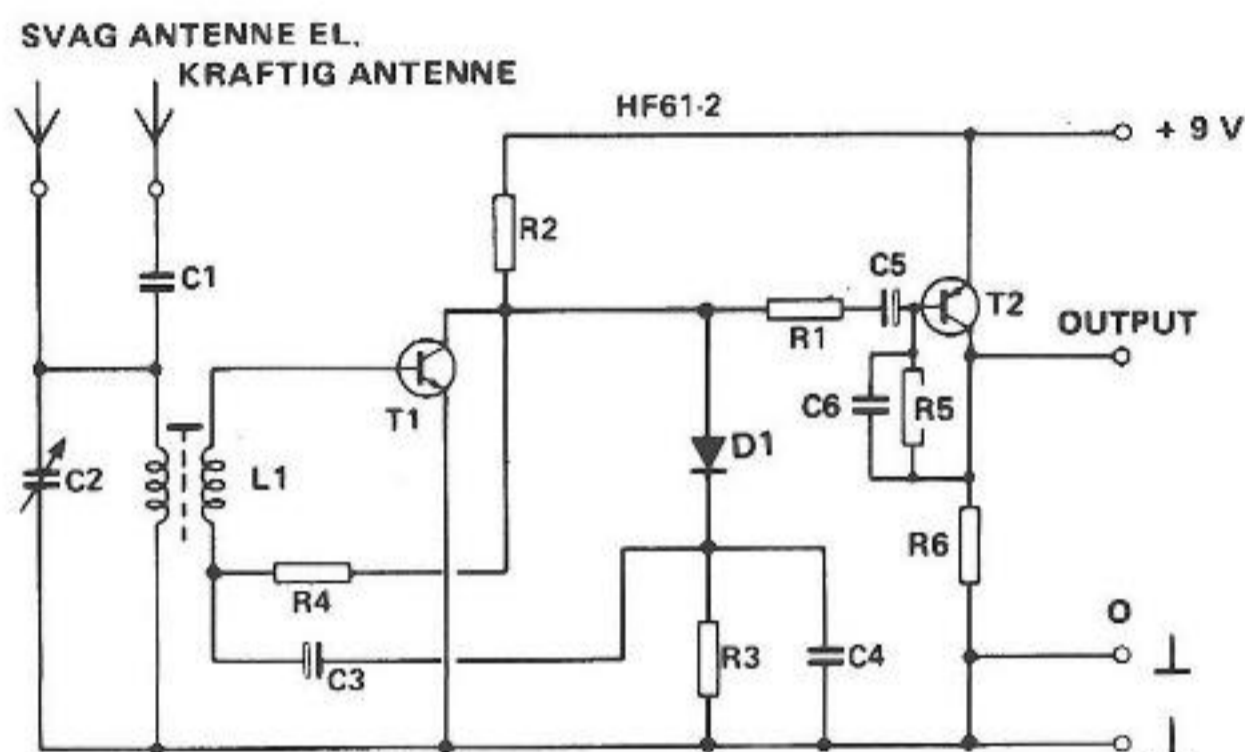 SVAG ANTENNE EL.
KRAFTIG ANTENNE
HF61-2
+ 9 V
R2
C1
C5
T2
OUTPUT
R1
T1
C6
R5
D1
C2
L1
R6
R4
O
C3
R3
C4